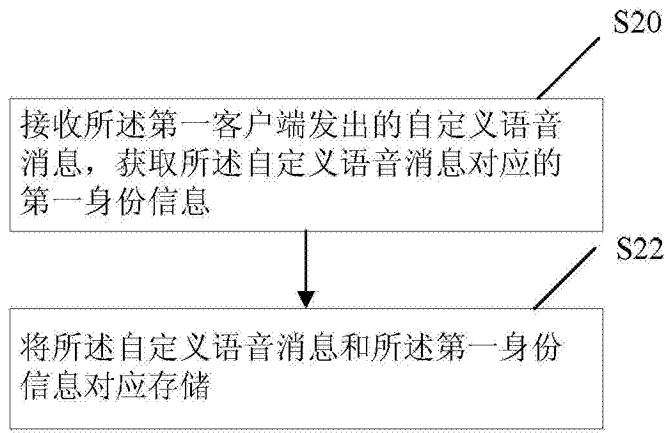 S20
接收所述第一客户端发出的自定义语音
消息，获取所述自定义语音消息对应的
第一身份信息
S22
将所述自定义语音消息和所述第一身份
信息对应存储